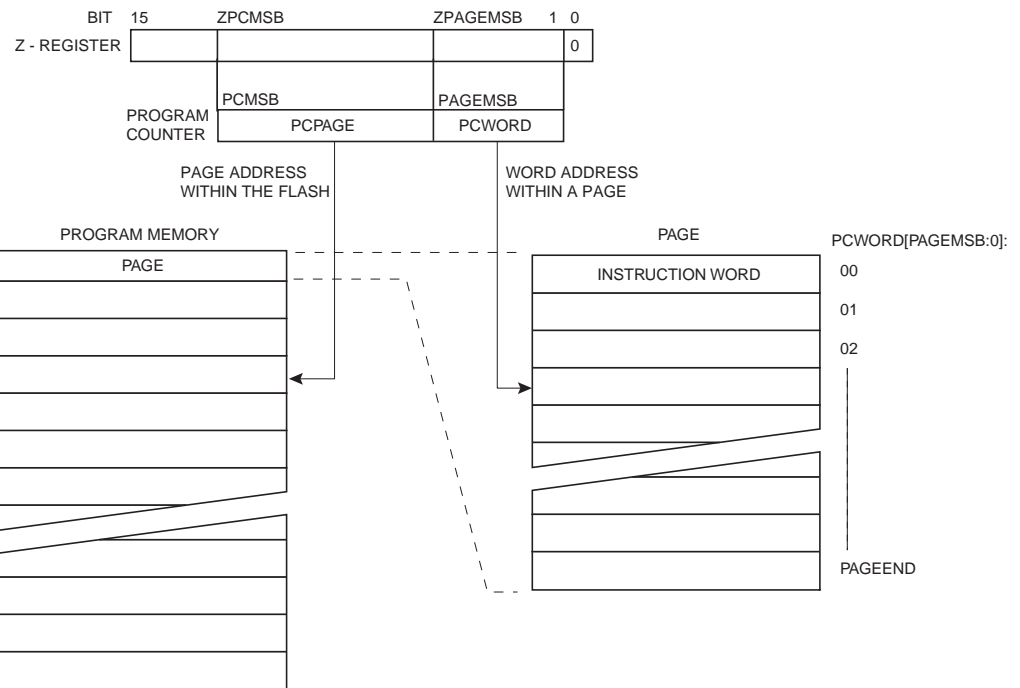 BIT 15 ZPCMSB ZPAGEMSB 1 0
Z - REGISTER 0
PCMSB PAGEMSB
PROGRAM
COUNTER
PCPAGE PCWORD
PAGE ADDRESS
WITHIN THE FLASH
WORD ADDRESS
WITHIN A PAGE
PROGRAM MEMORY
PAGE
PAGE
INSTRUCTION WORD
PCWORD[PAGEMSB:0]:
00
01
02
PAGEEND